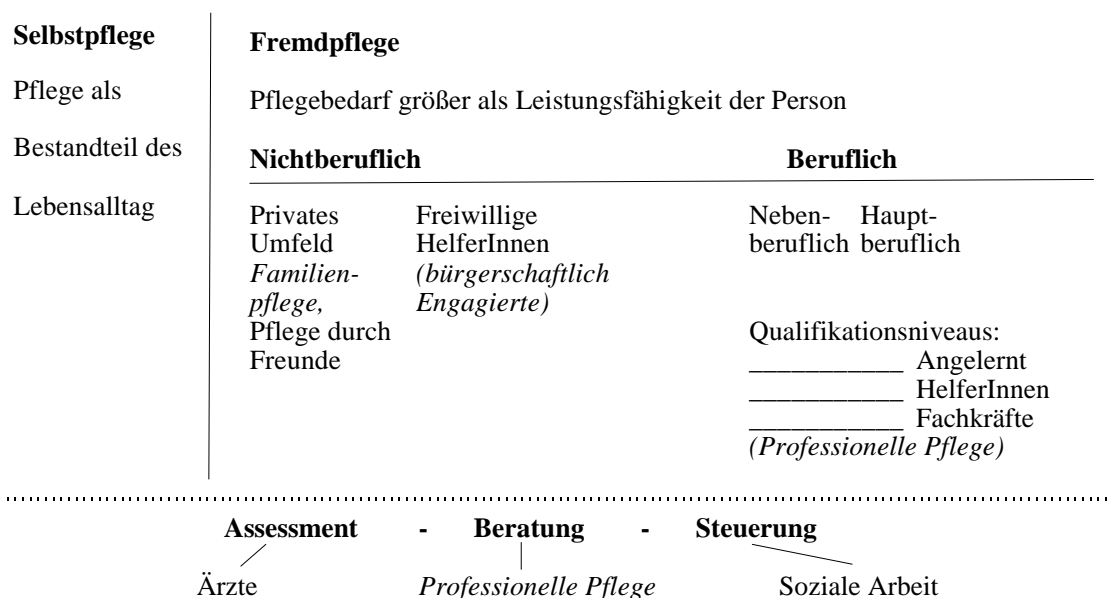 Selbstpflege
Pflege als
Bestandteil des
Lebensalltag
Fremdpflege
Pflegebedarf größer als Leistungsfähigkeit der Person
Nichtberuflich Beruflich
Privates
Umfeld
Familien-
pflege,
Pflege durch
Freunde
Freiwillige
HelferInnen
(bürgerschaftlich
Engagierte)
Neben-
beruflich
Haupt-
beruflich
Qualifikationsniveaus:
___________ Angelernt
___________ HelferInnen
___________ Fachkräfte
(Professionelle Pflege)
Assessment - Beratung - Steuerung
Ärzte Professionelle Pflege Soziale Arbeit